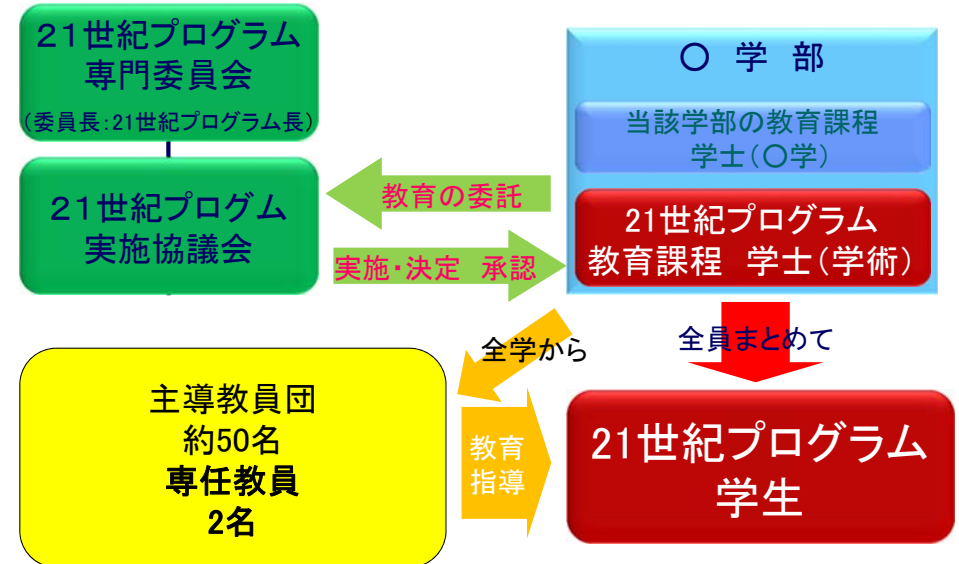 21世紀プログラム
専門委員会
(委員長:21世紀プログラム長)
21世紀プログム
実施協議会
教育の委託
実施・決定 承認
〇 学 部
当該学部の教育課程
学士(〇学)
21世紀プログラム
教育課程 学士(学術)
全学から
全員まとめて
主導教員団
約50名
専任教員
2名
教育
指導
21世紀プログラム
学生